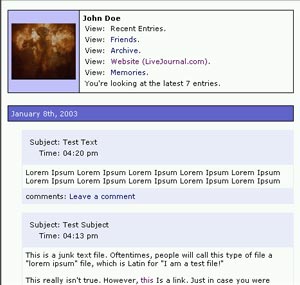 John Doe
View: Recent Entries.
View: Friends.
View: Archive.
View: Website (LiveJournal.com).
View: Memories.
You're looking at the latest 7 entries.
January 8th, 2003
Subject: Test Text
Time: 04:20 pm
Lorem Ipsum Lorem Ipsum Lorem Ipsum Lorem Ipsum Lorem Ipsum
Lorem Ipsum Lorem Ipsum Lorem Ipsum Lorem Ipsum Lorem Ipsum
comments: Leave a comment
Subject: Test Subject
Time: 04:13 pm
This is a junk text file. Oftentimes, people will call this type of file a
"lorem ipsum" file, which is Latin for "I am a test file!"
This really isn't true. However, this Is a link. Just in case you were